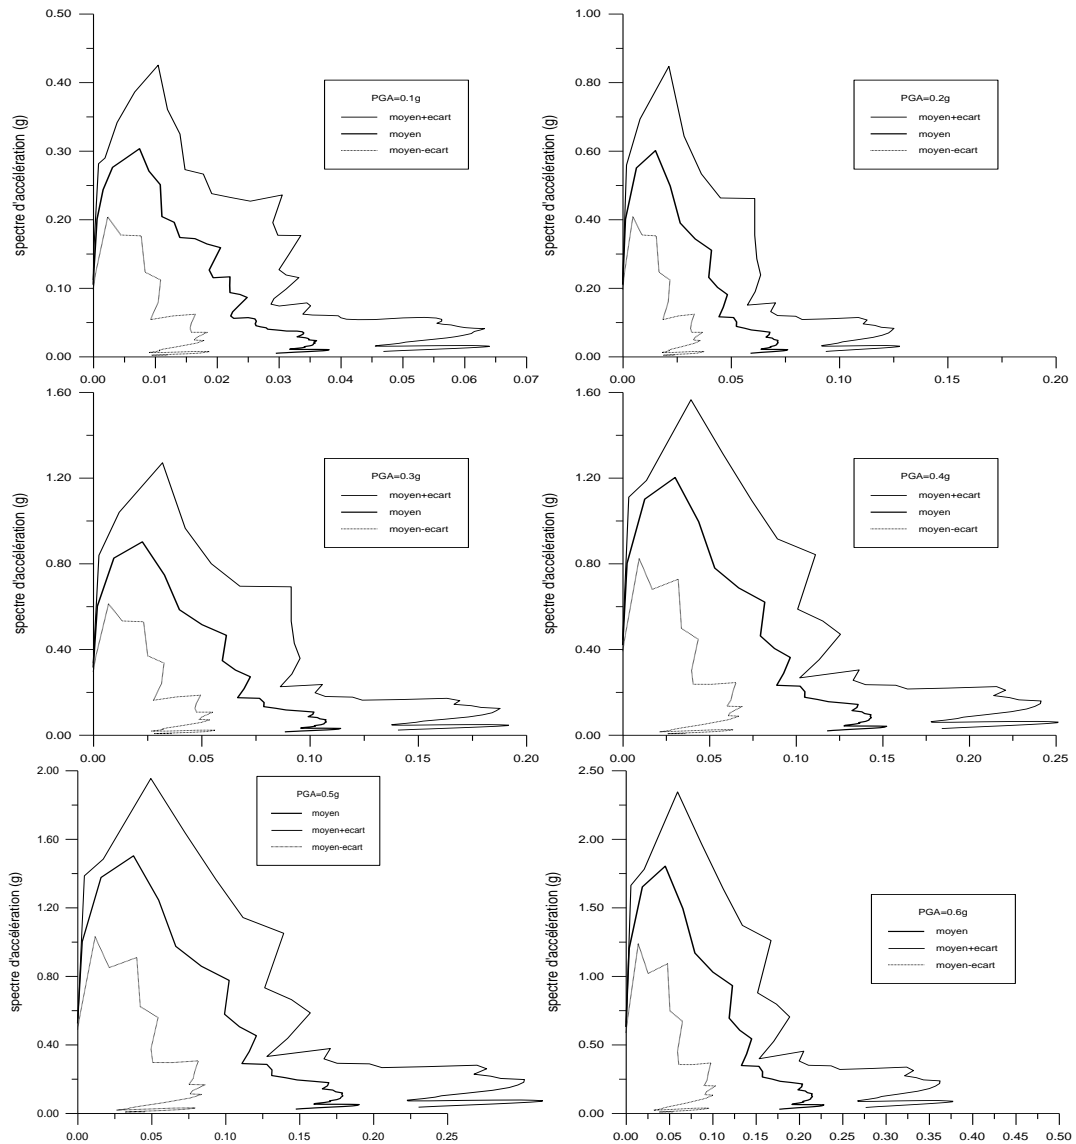 0.50
0.40
0.30
0.20
0.10
0.00
spectre d'accélération (g)
PGA=0.1g
moyen+ecart
moyen
moyen-ecart
0.00 0.01 0.02 0.03 0.04 0.05 0.06 0.07
1.00
0.80
0.60
0.40
0.20
0.00
spectre d'accélération (g)
PGA=0.2g
moyen+ecart
moyen
moyen-ecart
0.00 0.05 0.10 0.15 0.20
1.60
1.20
0.80
0.40
0.00
spectre d'accélération (g)
PGA=0.3g
moyen+ecart
moyen
moyen-ecart
0.00 0.05 0.10 0.15 0.20
1.60
1.20
0.80
0.40
0.00
spectre d'accélération (g)
PGA=0.4g
moyen+ecart
moyen
moyen-ecart
0.00 0.05 0.10 0.15 0.20 0.25
2.00
1.60
1.20
0.80
0.40
0.00
spectre d'accélération (g)
PGA=0.5g
moyen
moyen+ecart
moyen-ecart
0.00 0.05 0.10 0.15 0.20 0.25
2.50
2.00
1.50
1.00
0.50
0.00
spectre d'accélération (g)
PGA=0.6g
moyen
moyen+ecart
moyen-ecart
0.00 0.05 0.10 0.15 0.20 0.25 0.30 0.35 0.40 0.45 0.50